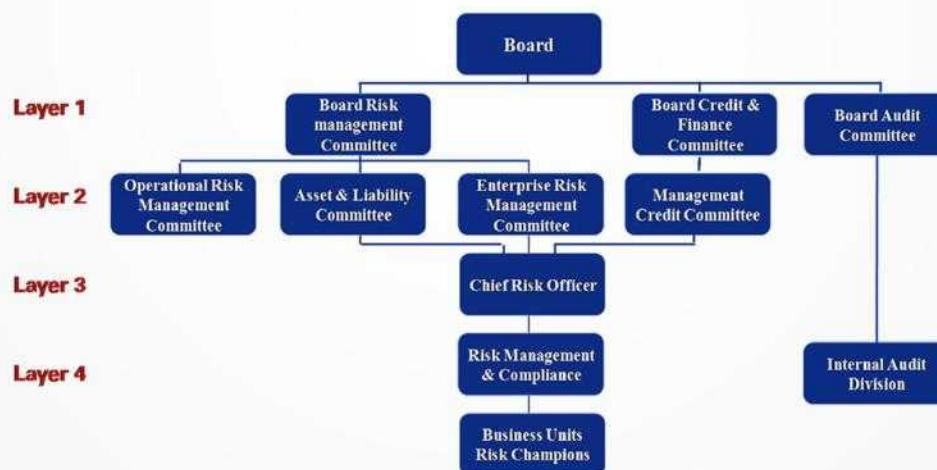 Board
Layer 1
Board Risk
management
Committee
Board Credit &
Finance
Committee
Board Audit
Committee
Layer 2
Operational Risk
Management
Committee
Asset & Liability
Committee
Enterprise Risk
Management
Committee
Management
Credit Committee
Layer 3
Chief Risk Officer
Layer 4
Risk Management
& Compliance
Internal Audit
Division
Business Units
Risk Champions